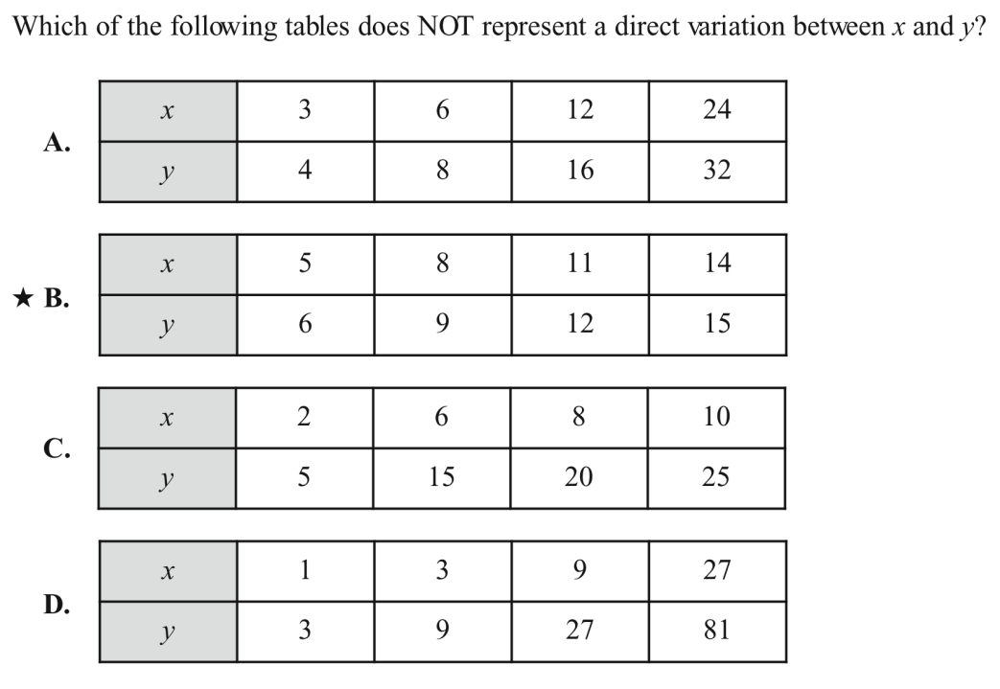 Which of the following tables does NOT represent a direct variation between x and y?
x 3 6 12 24
A.
y 4 8 16 32
x 5 8 11 14
★ B.
y 6 9 12 15
x 2 6 8 10
C.
y 5 15 20 25
x 1 3 9 27
D.
y 3 9 27 81